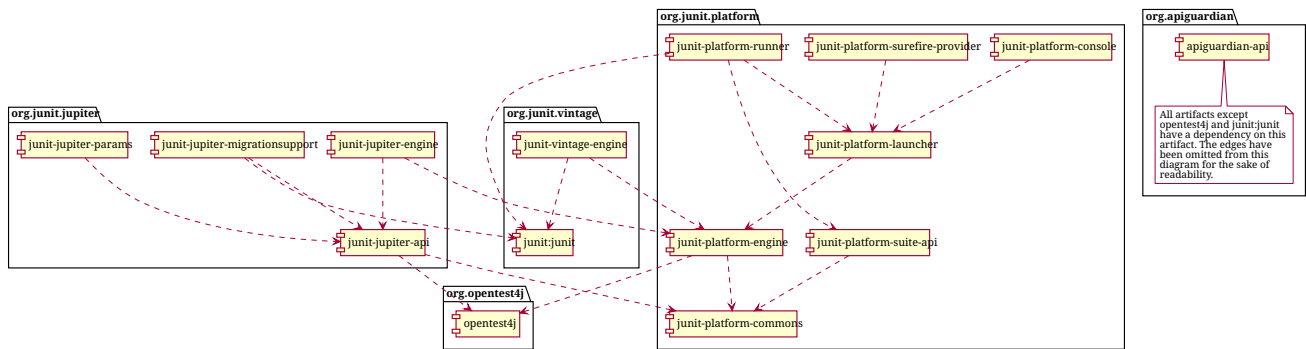 org.junit.platform
org.apiguardian
junit-platform-runner
junit-platform-surefire-provider
junit-platform-console
apiguardian-api
org.junit.jupiter
org.junit.vintage
All artifacts except
opentest4j and junit:junit
have a dependency on this
artifact. The edges have
been omitted from this
diagram for the sake of
readability.
junit-jupiter-params
junit-jupiter-migrationsupport
junit-jupiter-engine
junit-vintage-engine
junit-platform-launcher
junit-jupiter-api
junit:junit
junit-platform-engine
junit-platform-suite-api
org.opentest4j
opentest4j
junit-platform-commons